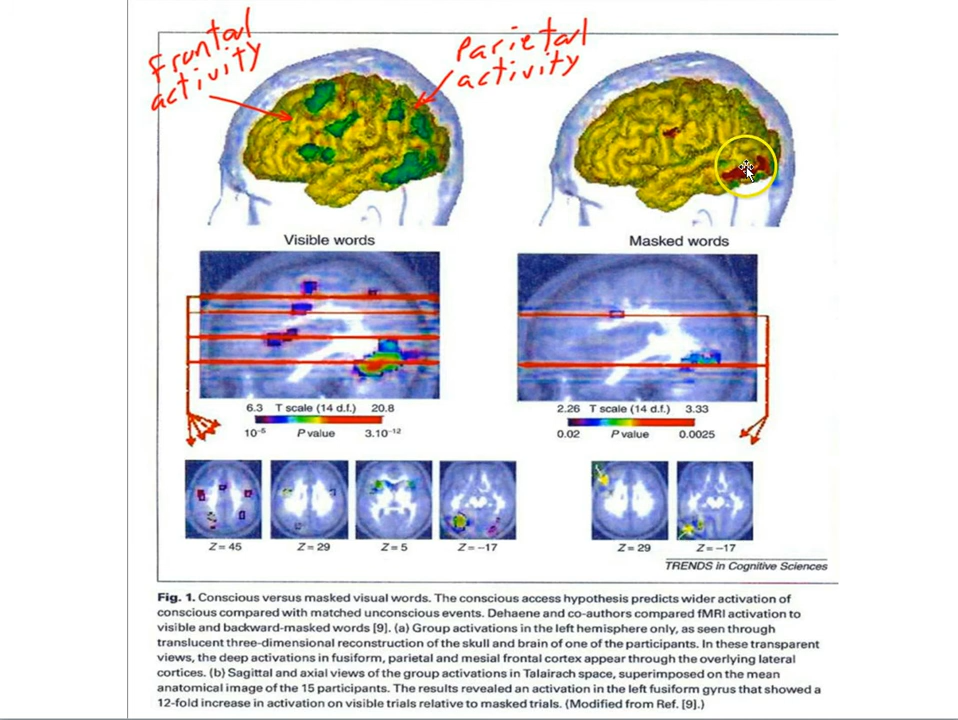 Frontal
activity
Parietal
activity
Visible words
Masked words
6.3 T scale (14 d.f.) 20.8
10⁻⁵ P value 3.10⁻¹²
2.26 T scale (14 d.f.) 3.33
0.02 P value 0.0025
Z = 45 Z = 29 Z = 5 Z = −17
Z = 29 Z = −17
TRENDS in Cognitive Sciences
Fig. 1. Conscious versus masked visual words. The conscious access hypothesis predicts wider activation of
conscious compared with matched unconscious events. Dehaene and co-authors compared fMRI activation to
visible and backward-masked words [9]. (a) Group activations in the left hemisphere only, as seen through
translucent three-dimensional reconstruction of the skull and brain of one of the participants. In these transparent
views, the deep activations in fusiform, parietal and mesial frontal cortex appear through the overlying lateral
cortices. (b) Sagittal and axial views of the group activations in Talairach space, superimposed on the mean
anatomical image of the 15 participants. The results revealed an activation in the left fusiform gyrus that showed a
12-fold increase in activation on visible trials relative to masked trials. (Modified from Ref. [9].)